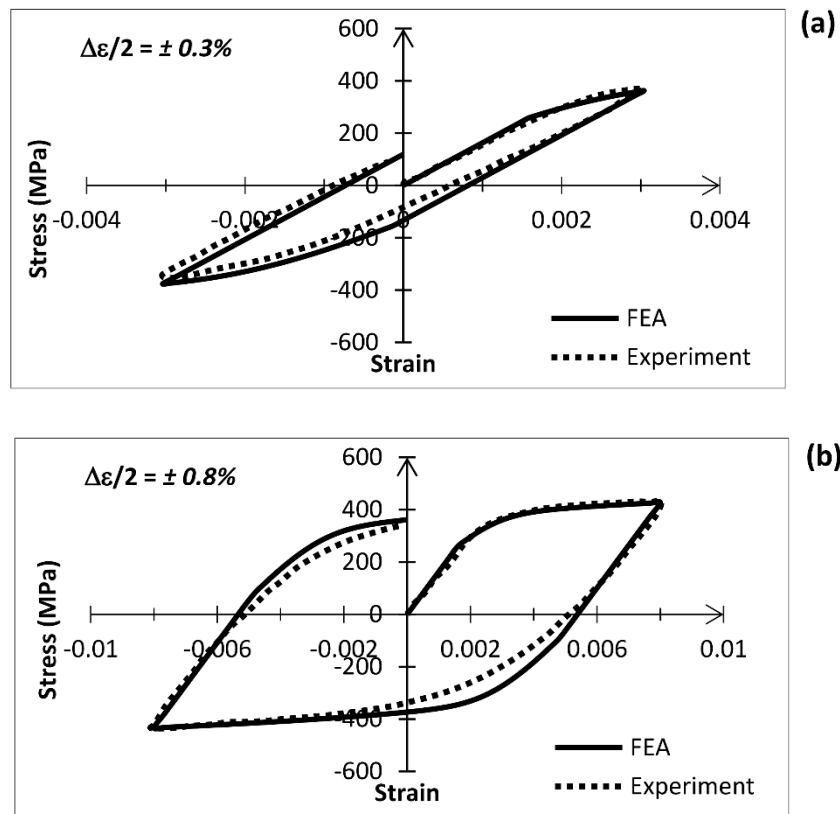 (a)
Δε/2 = ± 0.3%
600
400
200
0
-200
-400
-600
-0.004
-0.002
0
0.002
0.004
Stress (MPa)
Strain
FEA
Experiment
(b)
Δε/2 = ± 0.8%
600
400
200
0
-200
-400
-600
-0.01
-0.006
-0.002
0.002
0.006
0.01
Stress (MPa)
Strain
FEA
Experiment